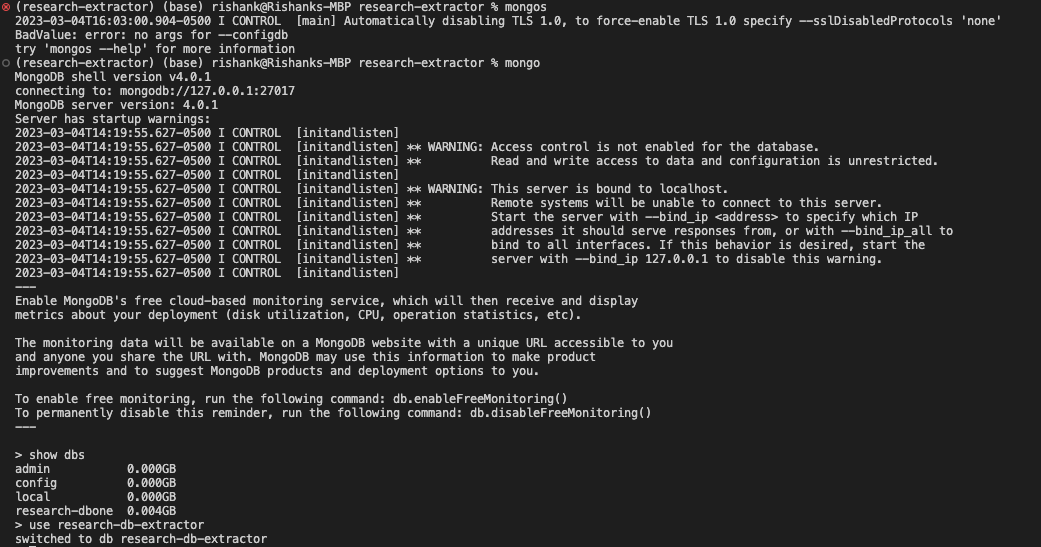 (research-extractor) (base) rishank@Rishanks-MBP research-extractor % mongos
2023-03-04T16:03:00.904-0500 I CONTROL  [main] Automatically disabling TLS 1.0, to force-enable TLS 1.0 specify --sslDisabledProtocols 'none'
BadValue: error: no args for --configdb
try 'mongos --help' for more information
(research-extractor) (base) rishank@Rishanks-MBP research-extractor % mongo
MongoDB shell version v4.0.1
connecting to: mongodb://127.0.0.1:27017
MongoDB server version: 4.0.1
Server has startup warnings:
2023-03-04T14:19:55.627-0500 I CONTROL  [initandlisten]
2023-03-04T14:19:55.627-0500 I CONTROL  [initandlisten] ** WARNING: Access control is not enabled for the database.
2023-03-04T14:19:55.627-0500 I CONTROL  [initandlisten] **          Read and write access to data and configuration is unrestricted.
2023-03-04T14:19:55.627-0500 I CONTROL  [initandlisten]
2023-03-04T14:19:55.627-0500 I CONTROL  [initandlisten] ** WARNING: This server is bound to localhost.
2023-03-04T14:19:55.627-0500 I CONTROL  [initandlisten] **          Remote systems will be unable to connect to this server.
2023-03-04T14:19:55.627-0500 I CONTROL  [initandlisten] **          Start the server with --bind_ip <address> to specify which IP
2023-03-04T14:19:55.627-0500 I CONTROL  [initandlisten] **          addresses it should serve responses from, or with --bind_ip_all to
2023-03-04T14:19:55.627-0500 I CONTROL  [initandlisten] **          bind to all interfaces. If this behavior is desired, start the
2023-03-04T14:19:55.627-0500 I CONTROL  [initandlisten] **          server with --bind_ip 127.0.0.1 to disable this warning.
2023-03-04T14:19:55.627-0500 I CONTROL  [initandlisten]
---
Enable MongoDB's free cloud-based monitoring service, which will then receive and display
metrics about your deployment (disk utilization, CPU, operation statistics, etc).

The monitoring data will be available on a MongoDB website with a unique URL accessible to you
and anyone you share the URL with. MongoDB may use this information to make product
improvements and to suggest MongoDB products and deployment options to you.

To enable free monitoring, run the following command: db.enableFreeMonitoring()
To permanently disable this reminder, run the following command: db.disableFreeMonitoring()
---

> show dbs
admin           0.000GB
config          0.000GB
local           0.000GB
research-dbone  0.004GB
> use research-db-extractor
switched to db research-db-extractor